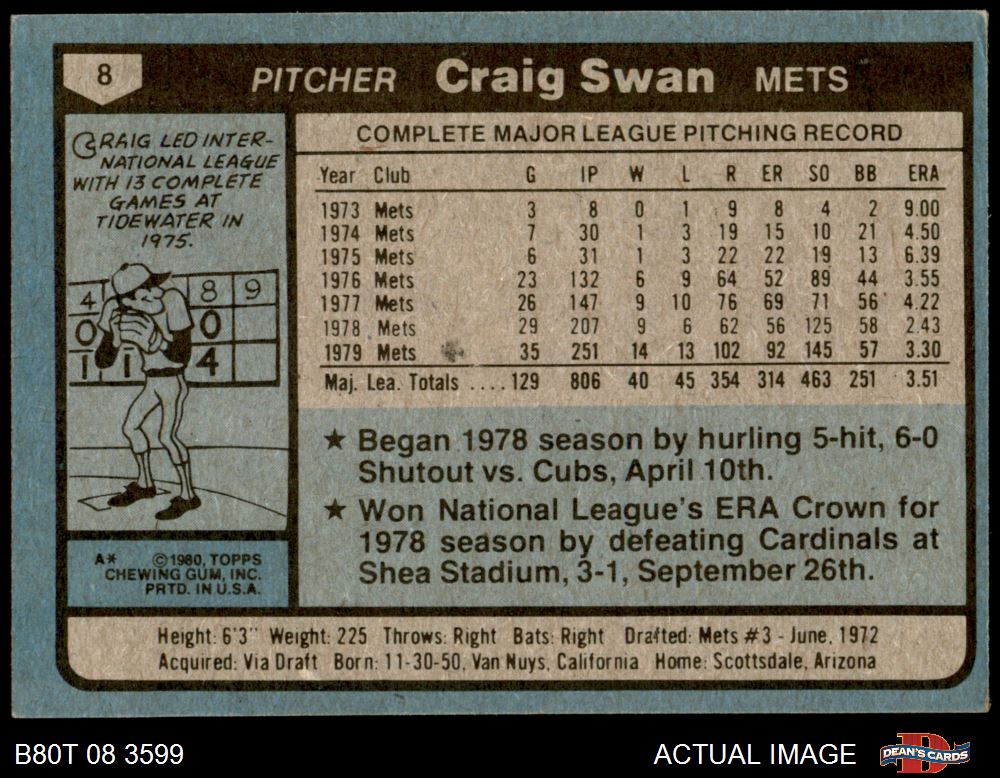 8 PITCHER Craig Swan METS
CRAIG LED INTER-
NATIONAL LEAGUE
WITH 13 COMPLETE
GAMES AT
TIDEWATER IN
1975.
4 8 9
0 0
1 1 4
A* ©1980, TOPPS
CHEWING GUM, INC.
PRTD. IN U.S.A.
COMPLETE MAJOR LEAGUE PITCHING RECORD
Year Club G IP W L R ER SO BB ERA
1973 Mets 3 8 0 1 9 8 4 2 9.00
1974 Mets 7 30 1 3 19 15 10 21 4.50
1975 Mets 6 31 1 3 22 22 19 13 6.39
1976 Mets 23 132 6 9 64 52 89 44 3.55
1977 Mets 26 147 9 10 76 69 71 56 4.22
1978 Mets 29 207 9 6 62 56 125 58 2.43
1979 Mets 35 251 14 13 102 92 145 57 3.30
Maj. Lea. Totals .... 129 806 40 45 354 314 463 251 3.51
★ Began 1978 season by hurling 5-hit, 6-0
Shutout vs. Cubs, April 10th.
★ Won National League's ERA Crown for
1978 season by defeating Cardinals at
Shea Stadium, 3-1, September 26th.
Height: 6'3" Weight: 225 Throws: Right Bats: Right Drafted: Mets #3 - June, 1972
Acquired: Via Draft Born: 11-30-50, Van Nuys, California Home: Scottsdale, Arizona
B80T 08 3599 ACTUAL IMAGE DEAN'S CARDS